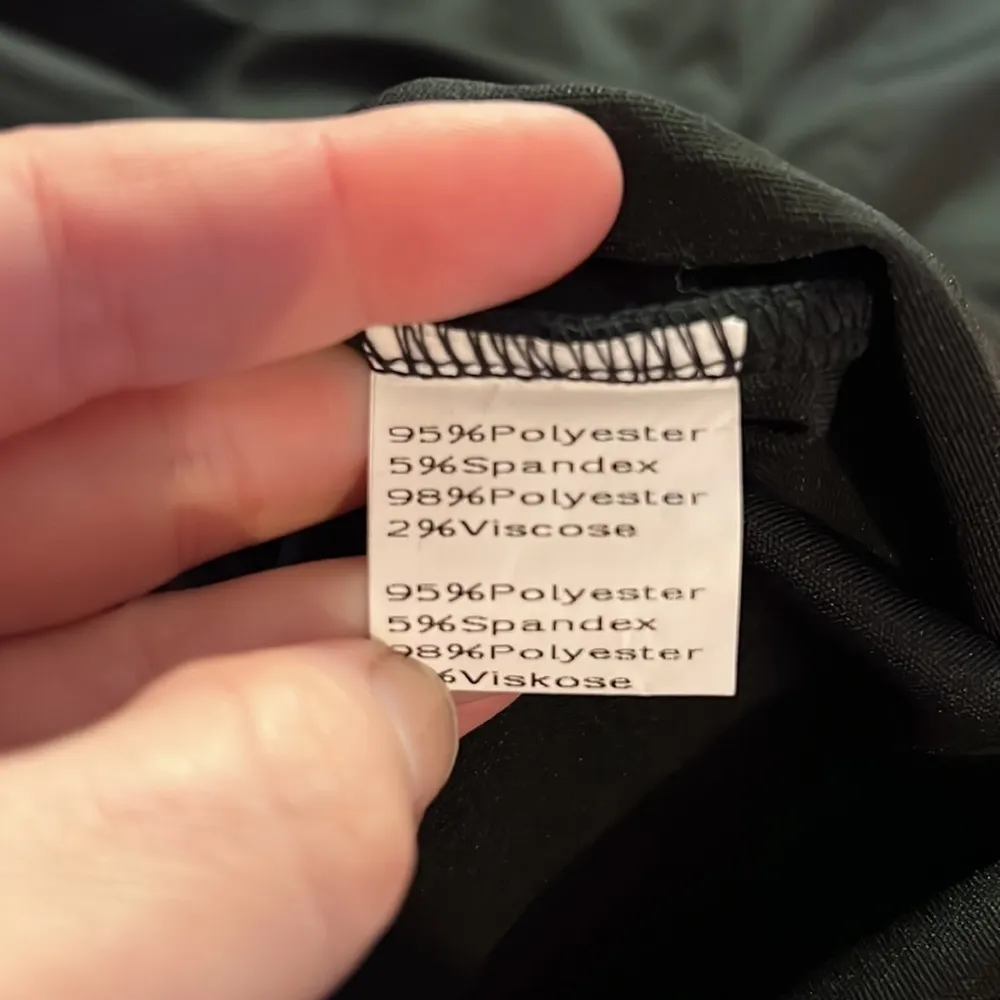 95%Polyester
5%Spandex
98%Polyester
2%Viscose
95%Polyester
5%Spandex
98%Polyester
%Viskose